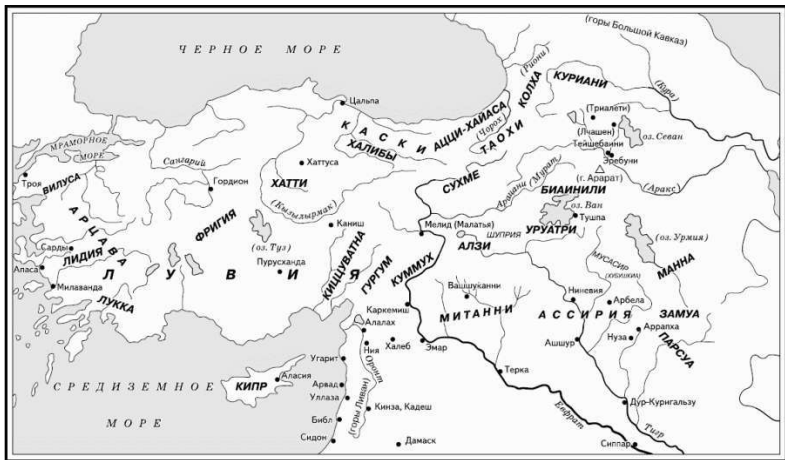 ЧЕРНОЕ МОРЕ
(горы Большой Кавказ)
(Риони)
КОЛХА
КУРИАНИ
(Кура)
Цальпа
КАСКИ
АЦЦИ-ХАЙАСА
(Чорох)
ТАОХИ
(Триалети)
(Лчашен)
оз. Севан
Тейшебаини
Эребуни
МРАМОРНОЕ
МОРЕ
Троя
ВИЛУСА
Сангарий
Гордион
Хаттуса
ХАЛИБЫ
ХАТТИ
(Кызылырмак)
СУХМЕ
Арацани (Мурат)
(г. Арарат)
(Аракс)
БИАИНИЛИ
оз. Ван
Тушпа
УРУАТРИ
АРЦАВА
ФРИГИЯ
(оз. Туз)
Каниш
Мелид (Малатья)
АЛЗИ
ШУПРИЯ
(оз. Урмия)
Сарды
ЛИДИЯ
Апаса
Милаванда
ЛУККА
ЛУВИЯ
Пурусханда
КИЦЦУВАТНА
ГУРГУМ
КУММУХ
МУСАСИР
МАННА
Вашшуканни
Ниневия
Арбела
Каркемиш
МИТАННИ
АССИРИЯ
ЗАМУА
Алалах
Ния
Халеб
Эмар
Ашшур
Нуза
Аррапха
ПАРСУА
Угарит
Оронт
Терка
СРЕДИЗЕМНОЕ
МОРЕ
КИПР
Аласия
Арвад
Уллаза
(горы Ливан)
Кинза, Кадеш
Дур-Куригальзу
Библ
Евфрат
Тигр
Сидон
Дамаск
Сиппар